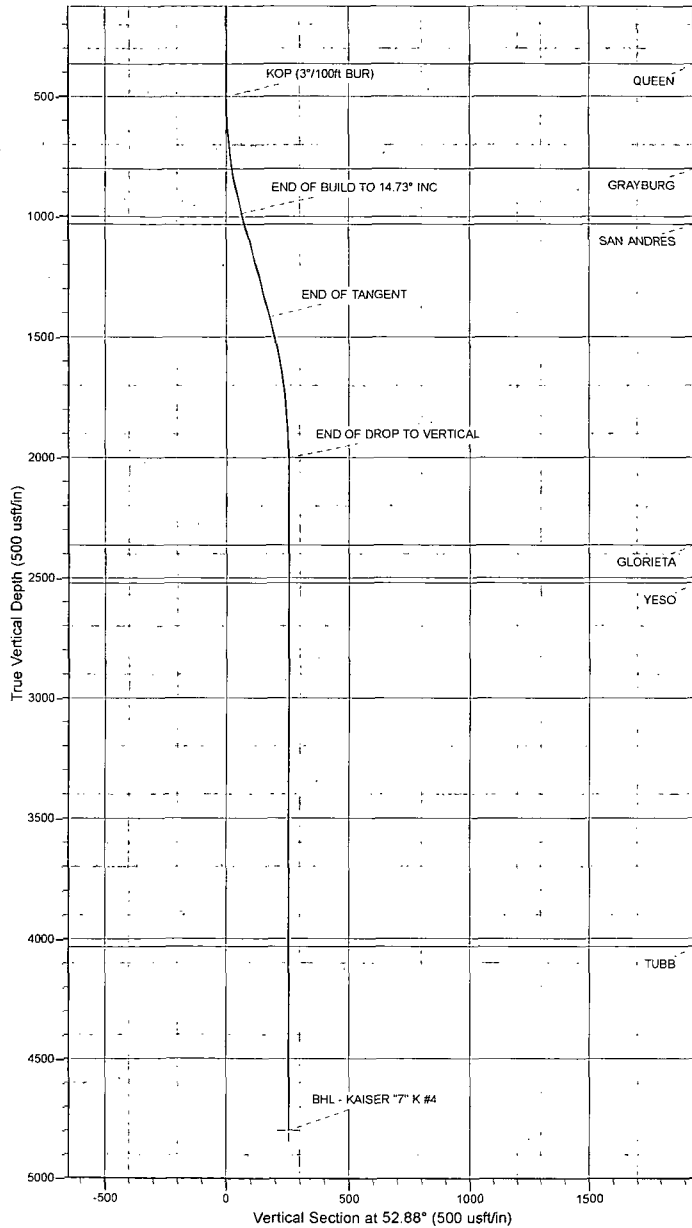 KOP (3°/100ft BUR)
QUEEN
500
GRAYBURG
END OF BUILD TO 14.73° INC
1000
SAN ANDRES
END OF TANGENT
1500
END OF DROP TO VERTICAL
2000
GLORIETA
2500
YESO
True Vertical Depth (500 usft/in)
3000
3500
4000
TUBB
4500
BHL - KAISER "7" K #4
5000
-500 0 500 1000 1500
Vertical Section at 52.88° (500 usft/in)